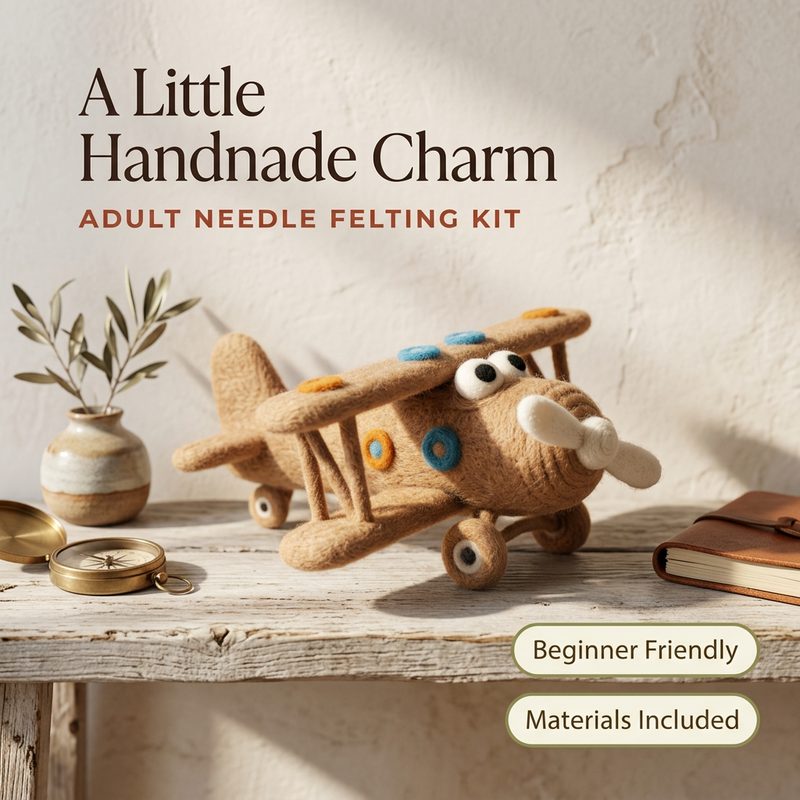 A Little
Handnade Charm
ADULT NEEDLE FELTING KIT
Beginner Friendly
Materials Included